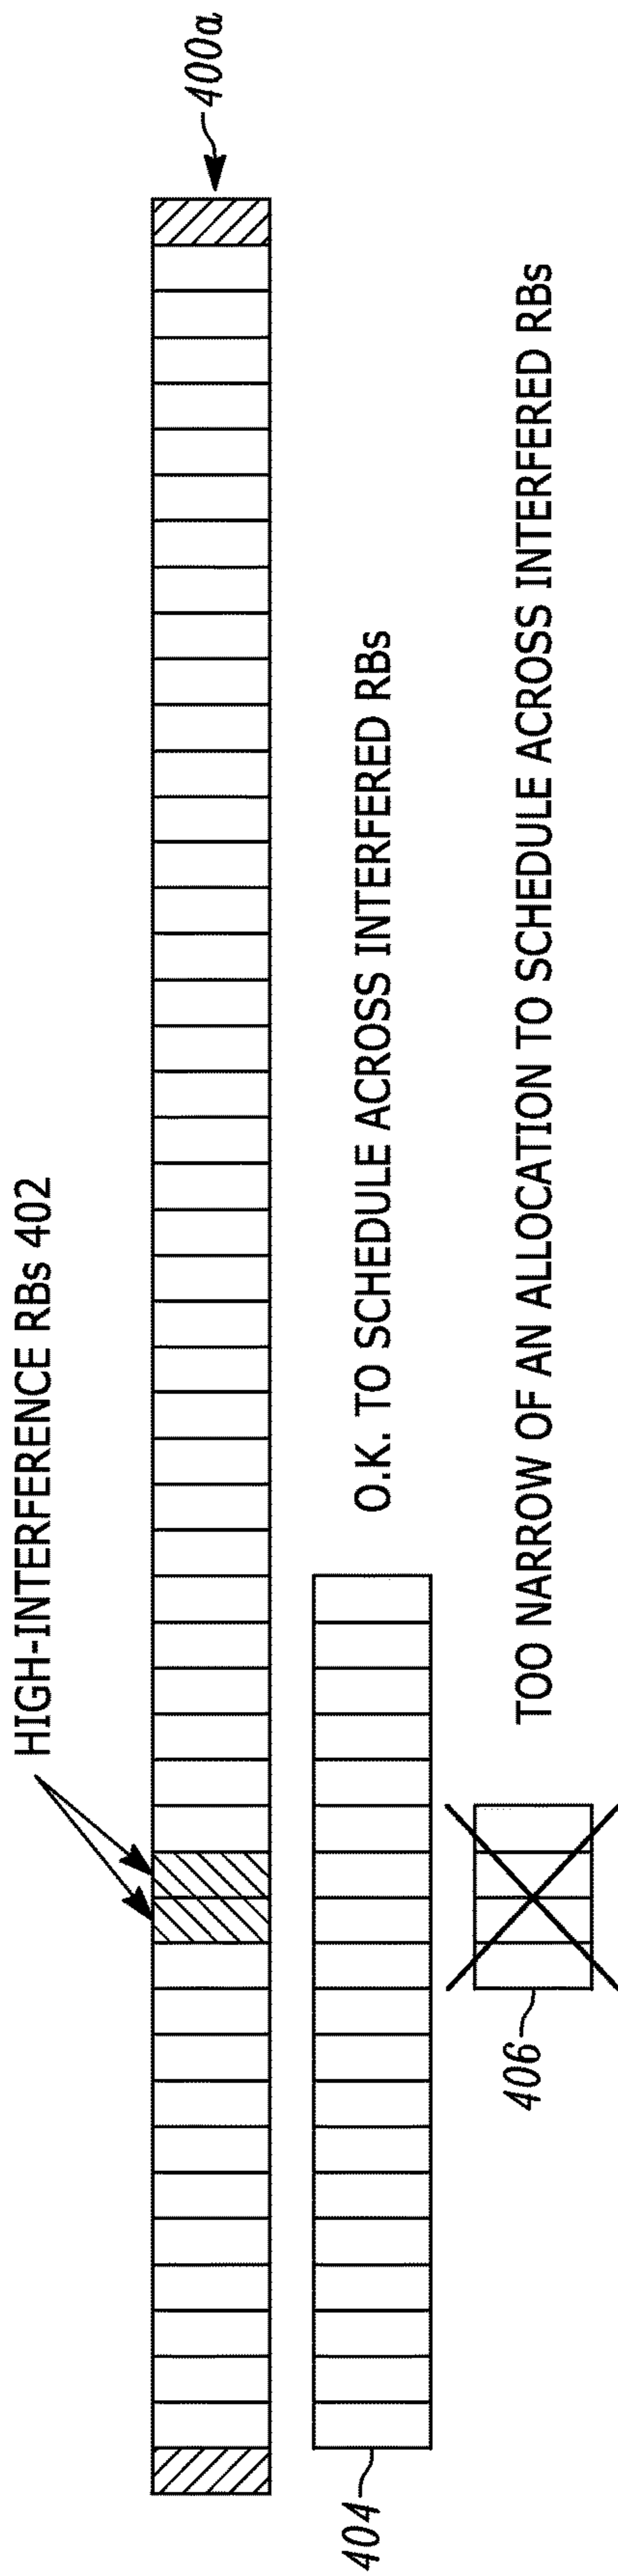 HIGH-INTERFERENCE RBs 402
400a
404
O.K. TO SCHEDULE ACROSS INTERFERED RBs
406
TOO NARROW OF AN ALLOCATION TO SCHEDULE ACROSS INTERFERED RBs